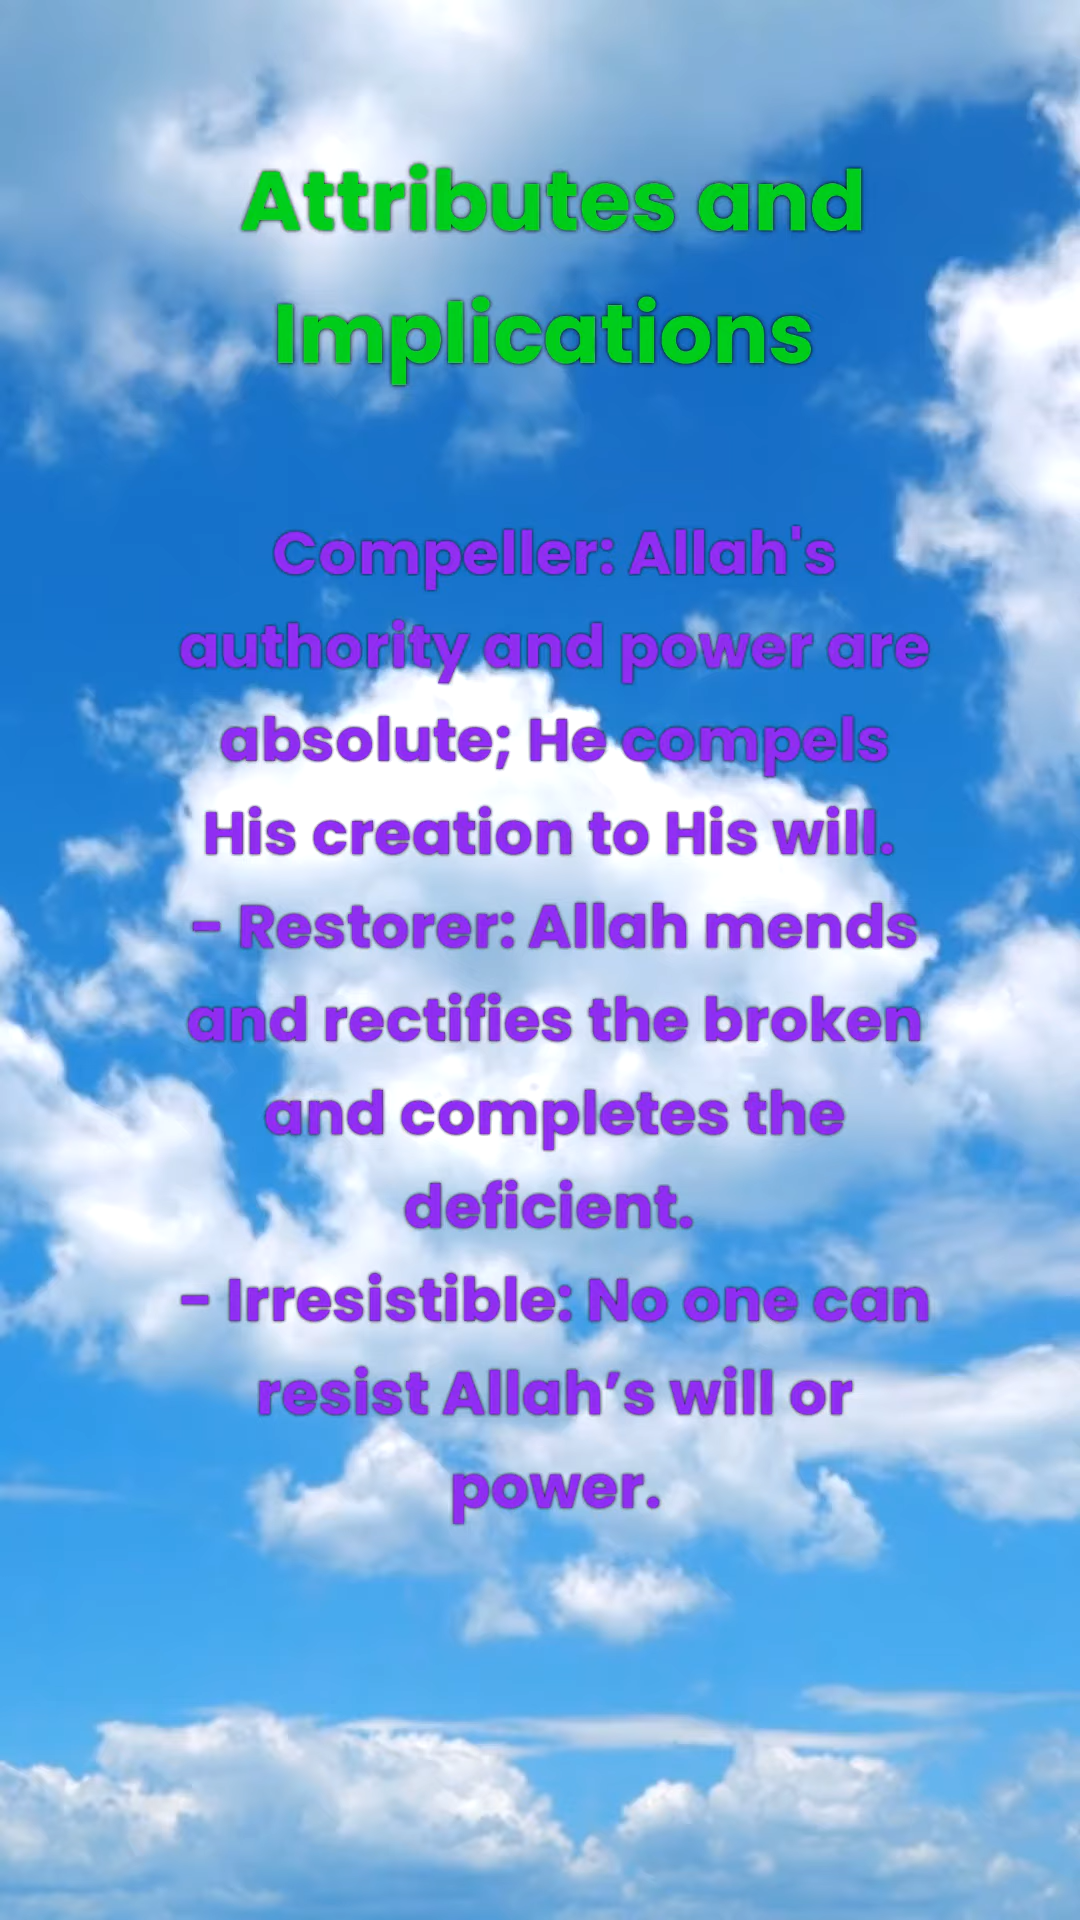 Attributes and
Implications
Compeller: Allah's
authority and power are
absolute; He compels
His creation to His will.
- Restorer: Allah mends
and rectifies the broken
and completes the
deficient.
- Irresistible: No one can
resist Allah’s will or
power.